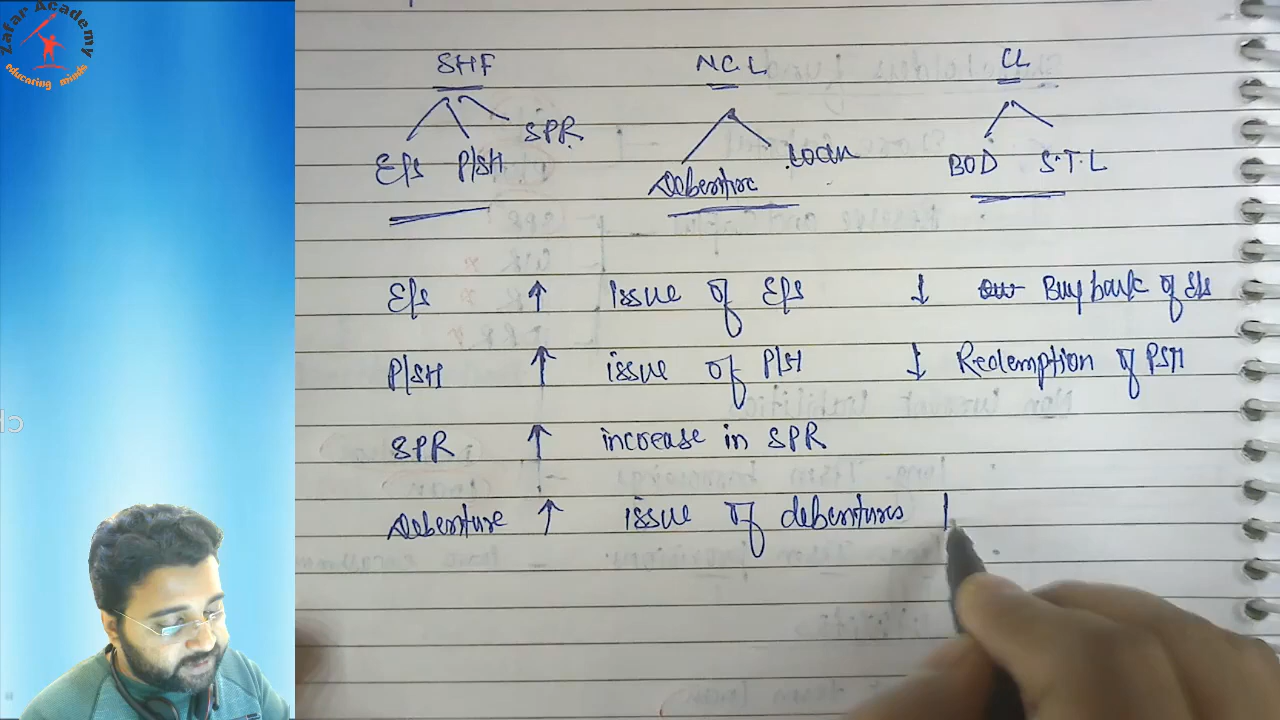 Zafar Academy
educating minds
SHF NCL CL
E/S P/SH SPR Debenture Loan BOD S.T.L
E/S ↑ issue of E/S ↓ Buy back of E/S
P/SH ↑ issue of P/SH ↓ Redemption of PSH
SPR ↑ increase in SPR
Debenture ↑ issue of debentures